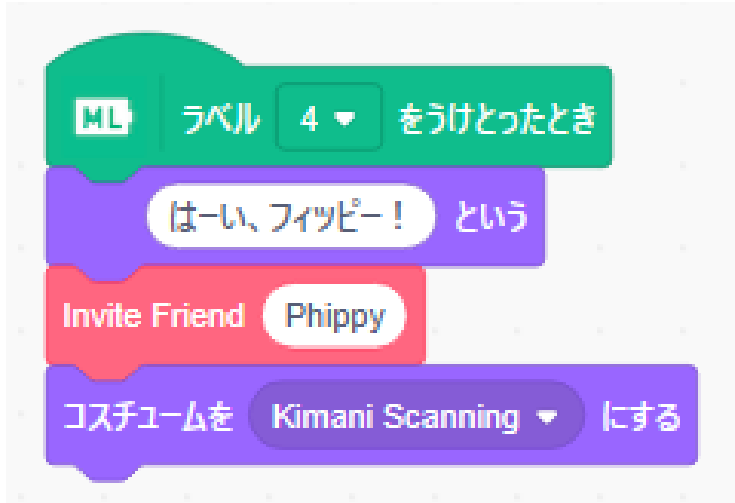 ML ラベル 4 をうけとったとき
はーい、フィッピー！ という
Invite Friend Phippy
コスチュームを Kimani Scanning にする